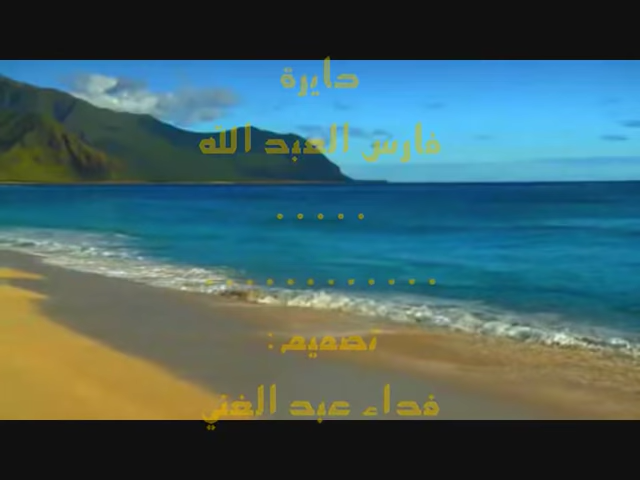 دايرة
فارس العبد الله
.....
............
تصميم:
فداء عبد الغني